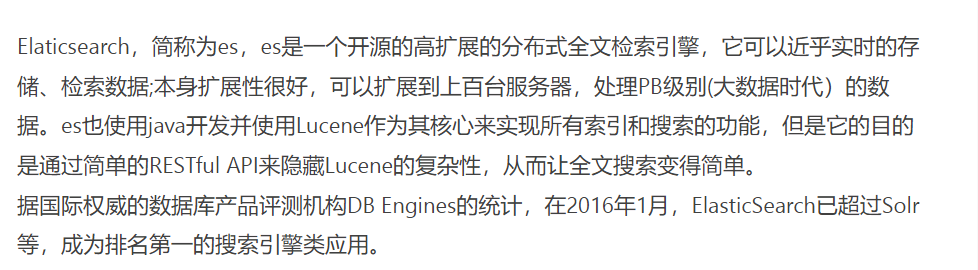 Elaticsearch，简称为es，es是一个开源的高扩展的分布式全文检索引擎，它可以近乎实时的存
储、检索数据;本身扩展性很好，可以扩展到上百台服务器，处理PB级别(大数据时代）的数
据。es也使用java开发并使用Lucene作为其核心来实现所有索引和搜索的功能，但是它的目的
是通过简单的RESTful API来隐藏Lucene的复杂性，从而让全文搜索变得简单。
据国际权威的数据库产品评测机构DB Engines的统计，在2016年1月，ElasticSearch已超过Solr
等，成为排名第一的搜索引擎类应用。